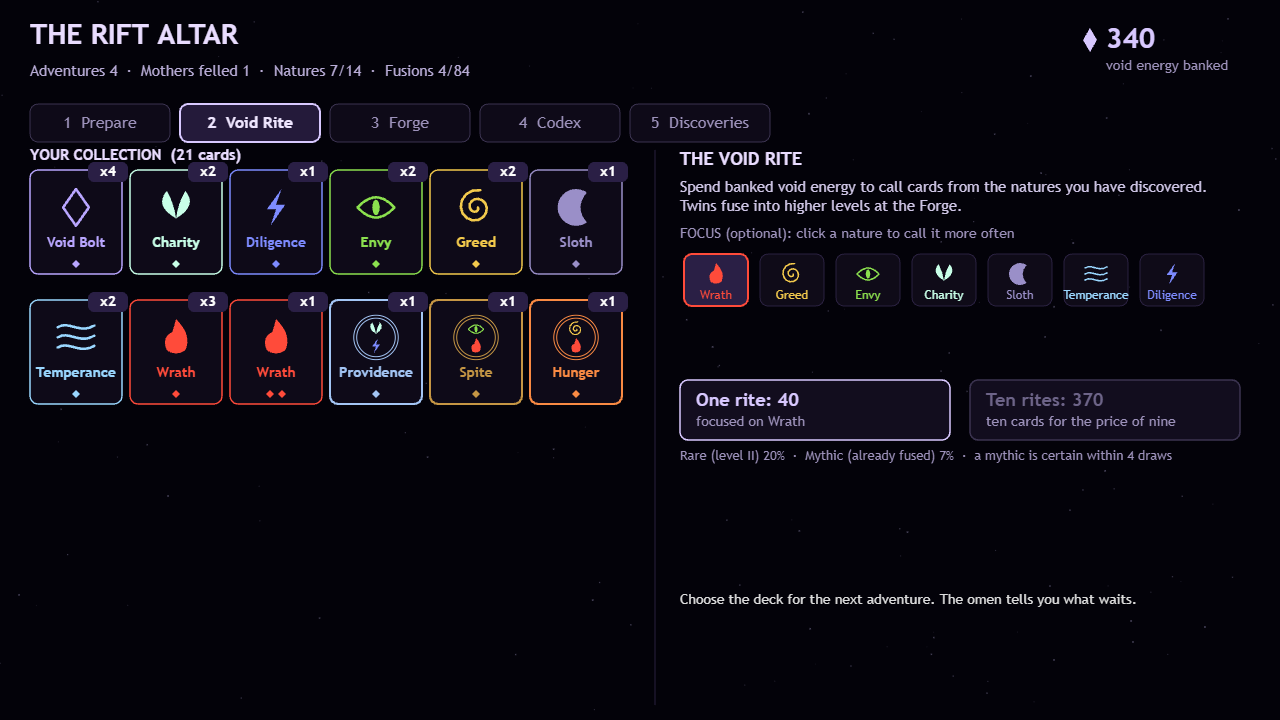 THE RIFT ALTAR
340
Adventures 4 · Mothers felled 1 · Natures 7/14 · Fusions 4/84
void energy banked
1 Prepare
2 Void Rite
3 Forge
4 Codex
5 Discoveries
YOUR COLLECTION (21 cards)
x4
x2
x1
x2
x2
x1
Void Bolt
Charity
Diligence
Envy
Greed
Sloth
x2
x3
x1
x1
x1
x1
Temperance
Wrath
Wrath
Providence
Spite
Hunger
THE VOID RITE
Spend banked void energy to call cards from the natures you have discovered.
Twins fuse into higher levels at the Forge.
FOCUS (optional): click a nature to call it more often
Wrath
Greed
Envy
Charity
Sloth
Temperance
Diligence
One rite: 40
focused on Wrath
Ten rites: 370
ten cards for the price of nine
Rare (level II) 20% · Mythic (already fused) 7% · a mythic is certain within 4 draws
Choose the deck for the next adventure. The omen tells you what waits.